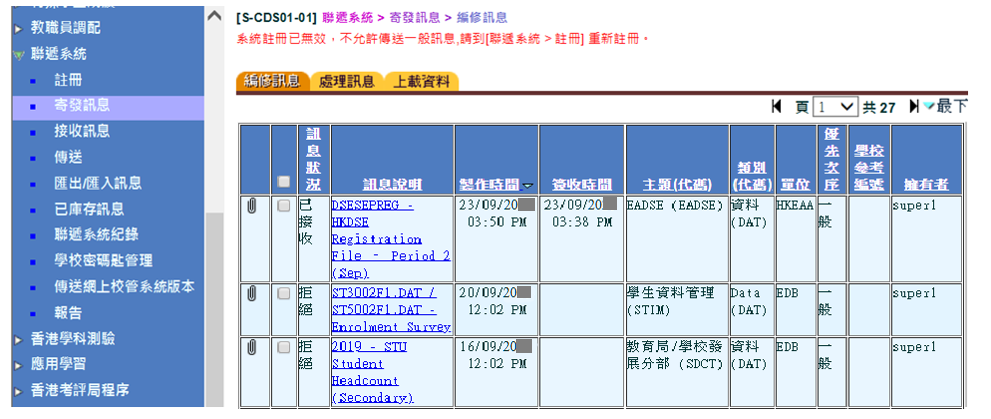 教職員調配
聯遞系統
註冊
寄發訊息
接收訊息
傳送
匯出/匯入訊息
已庫存訊息
聯遞系統紀錄
學校密碼匙管理
傳送網上校管系統版本
報告
香港學科測驗
應用學習
香港考評局程序
[S-CDS01-01] 聯遞系統 > 寄發訊息 > 編修訊息
系統註冊已無效，不允許傳送一般訊息,請到[聯遞系統 > 註冊] 重新註冊。
編修訊息 處理訊息 上載資料
頁 1 共 27 最下
訊息狀況 訊息說明 製作時間 簽收時間 主題(代碼) 類別(代碼) 單位 優先次序 學校參考編號 擁有者
已接收 DSESEPREG - HKDSE Registration File - Period 2 (Sep) 23/09/20 03:50 PM 23/09/20 03:38 PM EADSE (EADSE) 資料 (DAT) HKEAA 一般 super1
拒絕 ST3002F1.DAT / ST5002F1.DAT - Enrolment Survey 20/09/20 12:02 PM 學生資料管理 (STIM) Data (DAT) EDB 一般 super1
拒絕 2019 - STU Student Headcount (Secondary) 16/09/20 12:02 PM 教育局/學校發展分部 (SDCT) 資料 (DAT) EDB 一般 super1